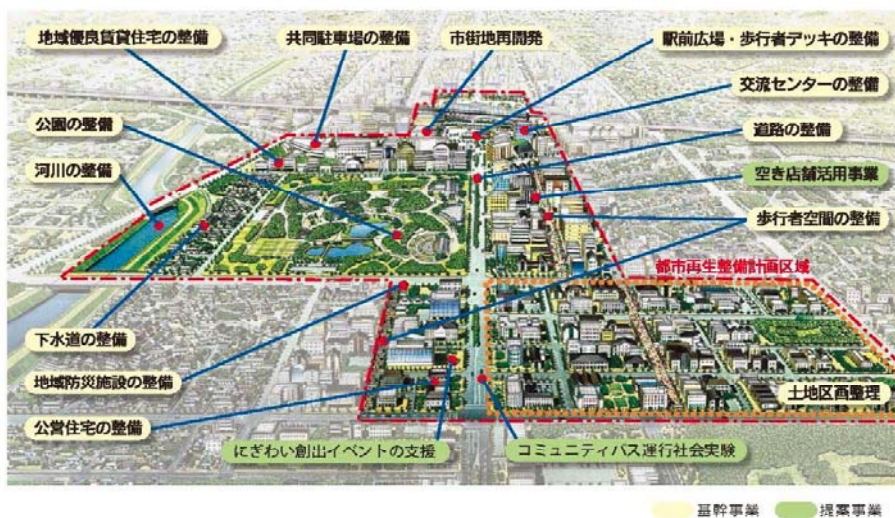 地域優良賃貸住宅の整備
共同駐車場の整備
市街地再開発
駅前広場・歩行者デッキの整備
交流センターの整備
公園の整備
道路の整備
河川の整備
空き店舗活用事業
歩行者空間の整備
都市再生整備計画区域
下水道の整備
地域防災施設の整備
土地区画整理
公営住宅の整備
にぎわい創出イベントの支援
コミュニティバス運行社会実験
基幹事業
提案事業